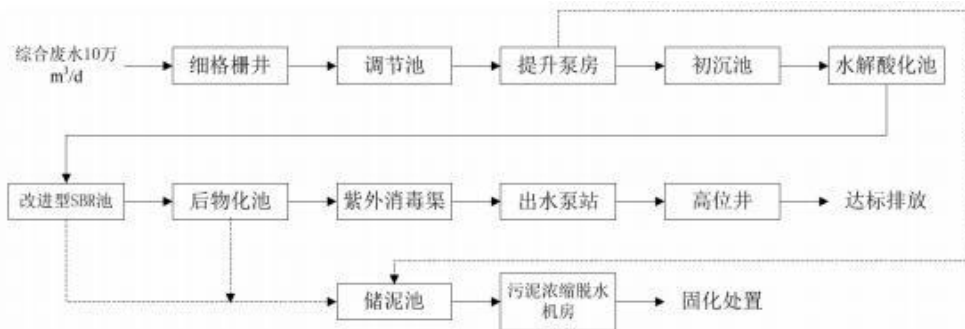 综合废水10万
m³/d
细格栅井
调节池
提升泵房
初沉池
水解酸化池
改进型SBR池
后物化池
紫外消毒渠
出水泵站
高位井
达标排放
储泥池
污泥浓缩脱水
机房
固化处置